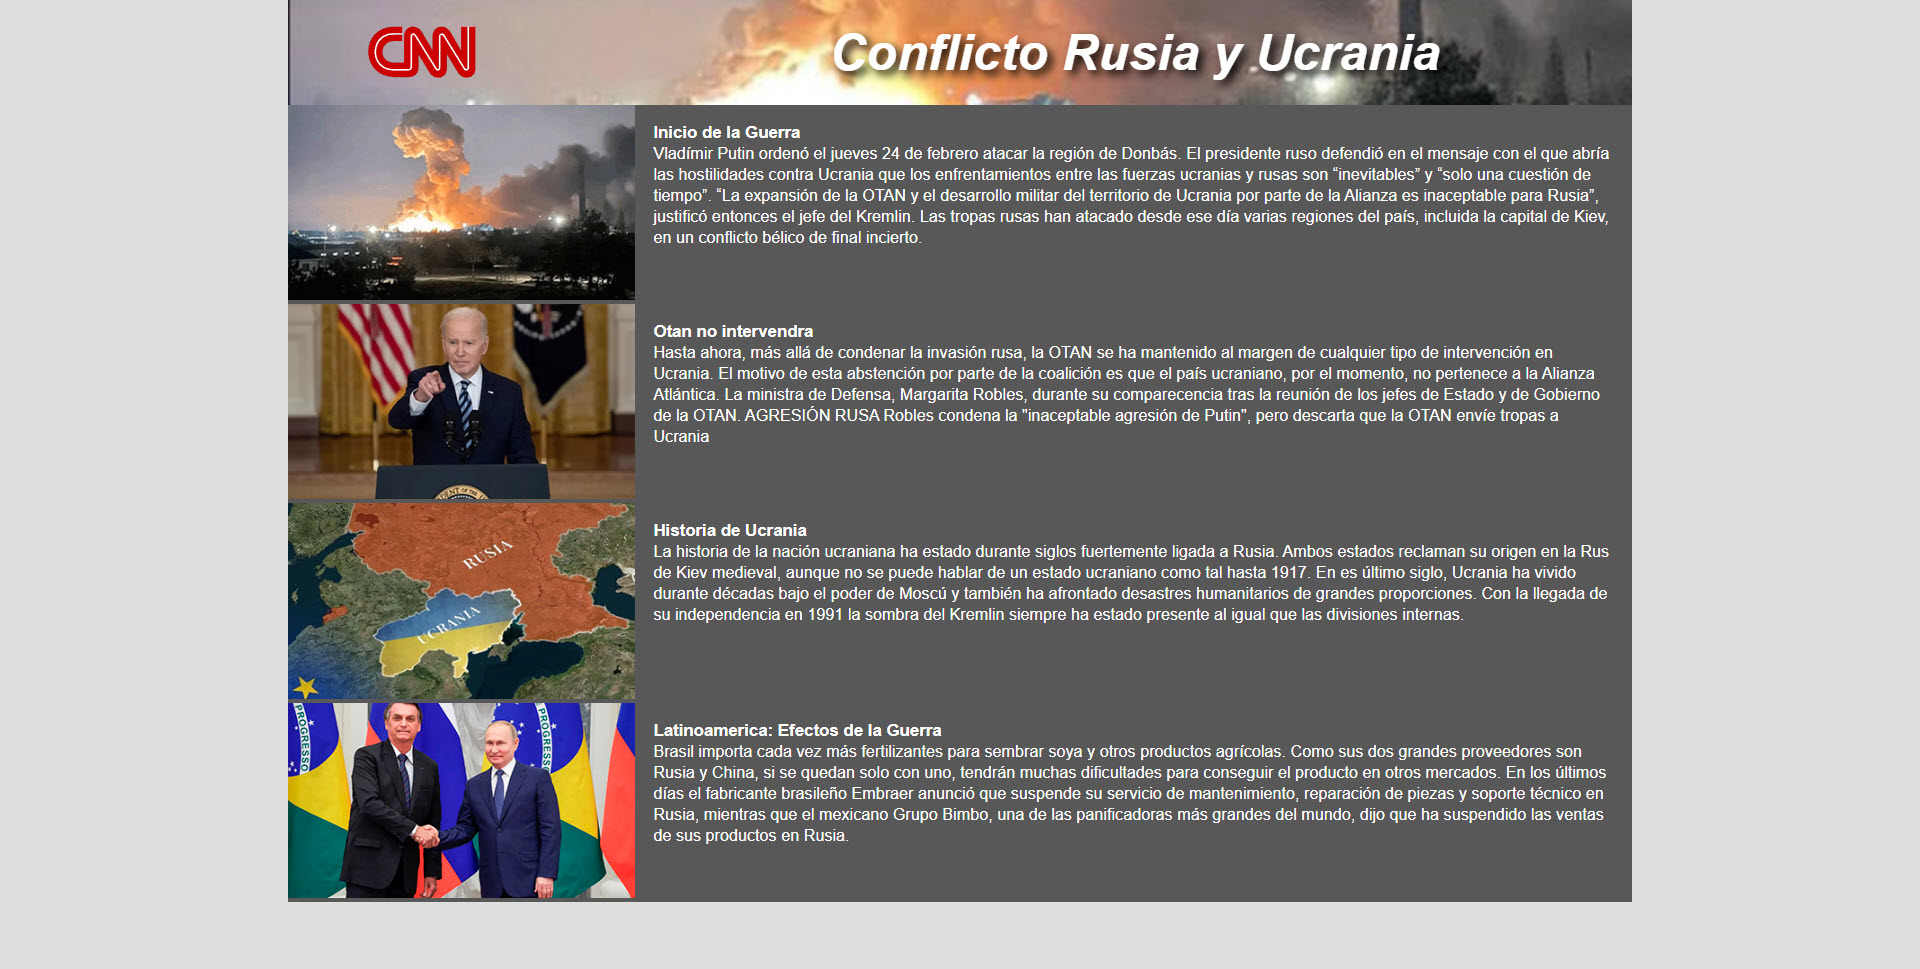 CNN
Conflicto Rusia y Ucrania
Inicio de la Guerra
Vladímir Putin ordenó el jueves 24 de febrero atacar la región de Donbás. El presidente ruso defendió en el mensaje con el que abría
las hostilidades contra Ucrania que los enfrentamientos entre las fuerzas ucranias y rusas son “inevitables” y “solo una cuestión de
tiempo”. “La expansión de la OTAN y el desarrollo militar del territorio de Ucrania por parte de la Alianza es inaceptable para Rusia”,
justificó entonces el jefe del Kremlin. Las tropas rusas han atacado desde ese día varias regiones del país, incluida la capital de Kiev,
en un conflicto bélico de final incierto.
Otan no intervendra
Hasta ahora, más allá de condenar la invasión rusa, la OTAN se ha mantenido al margen de cualquier tipo de intervención en
Ucrania. El motivo de esta abstención por parte de la coalición es que el país ucraniano, por el momento, no pertenece a la Alianza
Atlántica. La ministra de Defensa, Margarita Robles, durante su comparecencia tras la reunión de los jefes de Estado y de Gobierno
de la OTAN. AGRESIÓN RUSA Robles condena la "inaceptable agresión de Putin", pero descarta que la OTAN envíe tropas a
Ucrania
RUSIA
UCRANIA
Historia de Ucrania
La historia de la nación ucraniana ha estado durante siglos fuertemente ligada a Rusia. Ambos estados reclaman su origen en la Rus
de Kiev medieval, aunque no se puede hablar de un estado ucraniano como tal hasta 1917. En es último siglo, Ucrania ha vivido
durante décadas bajo el poder de Moscú y también ha afrontado desastres humanitarios de grandes proporciones. Con la llegada de
su independencia en 1991 la sombra del Kremlin siempre ha estado presente al igual que las divisiones internas.
PROGRESSO
PROGRESSO
Latinoamerica: Efectos de la Guerra
Brasil importa cada vez más fertilizantes para sembrar soya y otros productos agrícolas. Como sus dos grandes proveedores son
Rusia y China, si se quedan solo con uno, tendrán muchas dificultades para conseguir el producto en otros mercados. En los últimos
días el fabricante brasileño Embraer anunció que suspende su servicio de mantenimiento, reparación de piezas y soporte técnico en
Rusia, mientras que el mexicano Grupo Bimbo, una de las panificadoras más grandes del mundo, dijo que ha suspendido las ventas
de sus productos en Rusia.